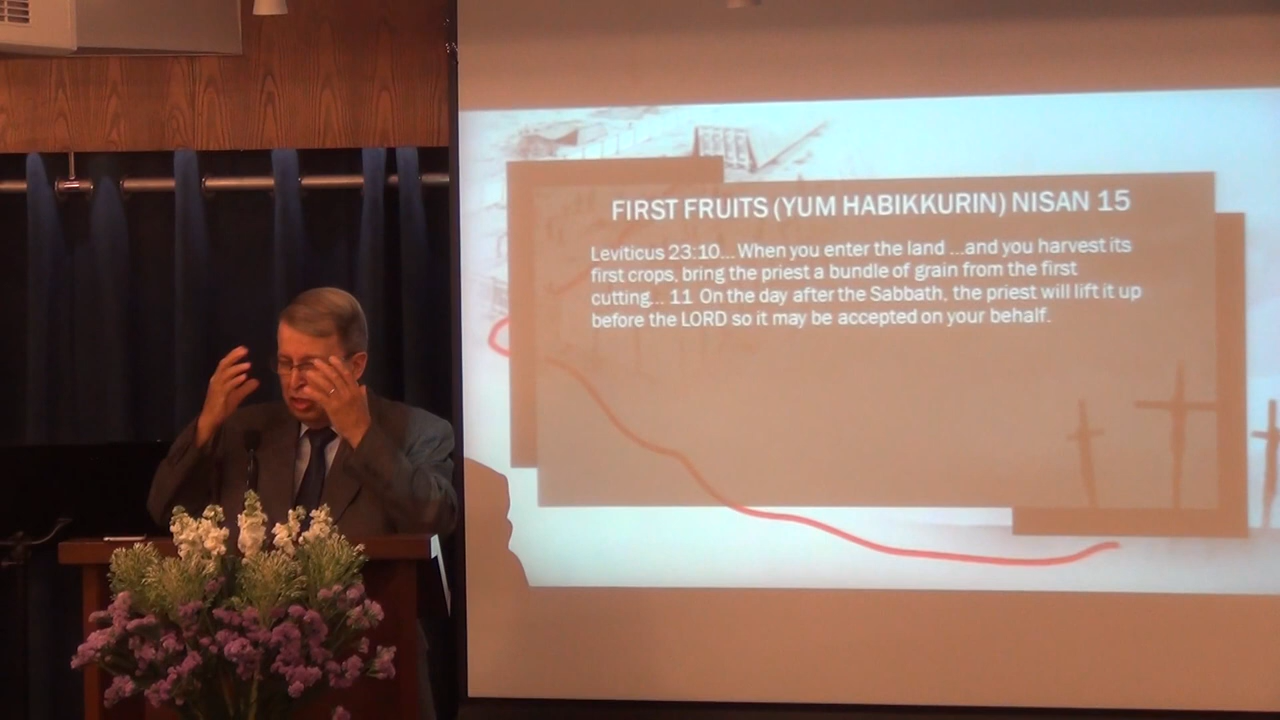 FIRST FRUITS (YUM HABIKKURIN) NISAN 15
Leviticus 23:10... When you enter the land ...and you harvest its
first crops, bring the priest a bundle of grain from the first
cutting... 11 On the day after the Sabbath, the priest will lift it up
before the LORD so it may be accepted on your behalf.